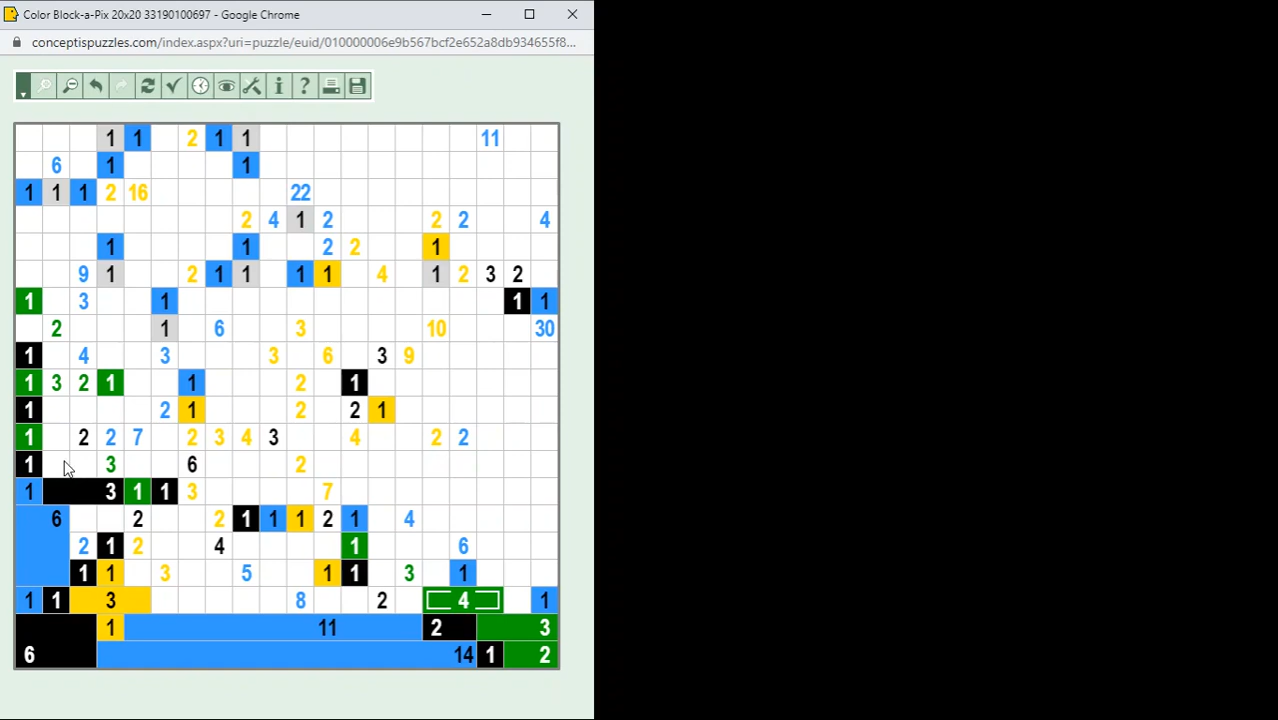 Color Block-a-Pix 20x20 33190100697 - Google Chrome
conceptispuzzles.com/index.aspx?uri=puzzle/euid/010000006e9b567bcf2e652a8db934655f8...
1 1 2 1 1 11
6 1 1
1 1 1 2 16 22
2 4 1 2 2 2 4
1 1 2 2 1
9 1 2 1 1 1 1 4 1 2 3 2
1 3 1 1 1
2 1 6 3 10 30
1 4 3 3 6 3 9
1 3 2 1 1 2 1
1 2 1 2 2 1
1 2 2 7 2 3 4 3 4 2 2
1 3 6 2
1 3 1 1 3 7
6 2 2 1 1 1 2 1 4
2 1 2 4 1 6
1 1 3 5 1 1 3 1
1 1 3 8 2 4 1
1 11 2 3
6 14 1 2